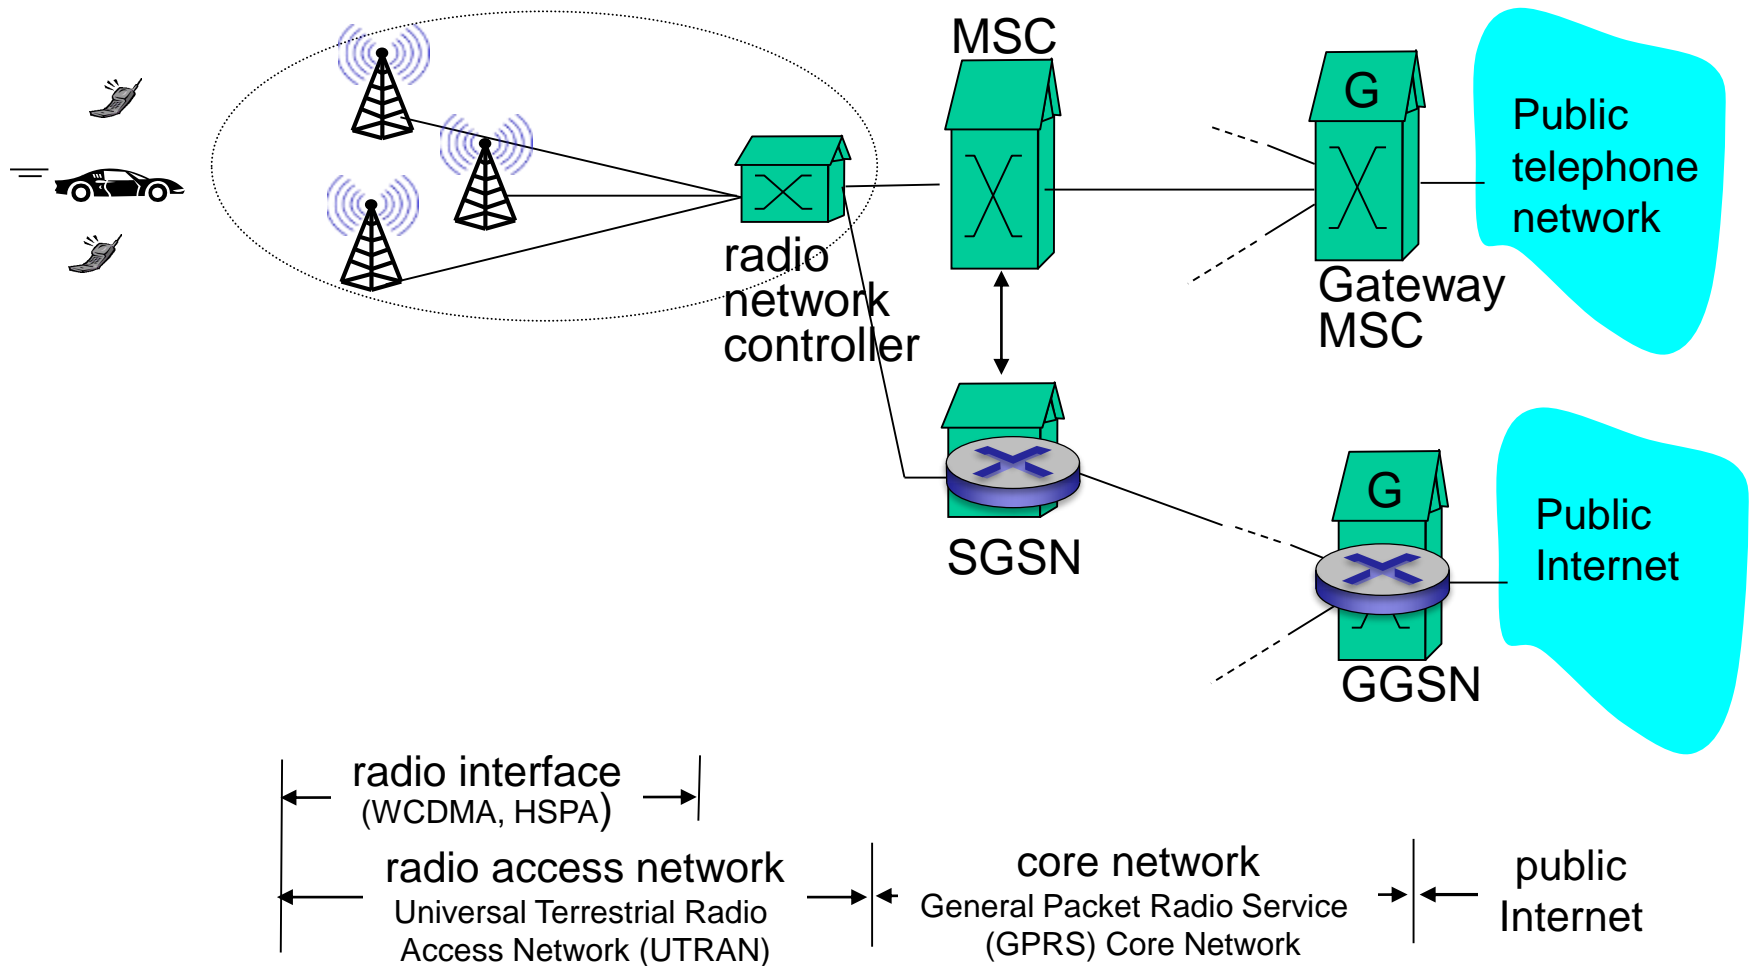 MSC
G
Public
telephone
network
radio
network
controller
Gateway
MSC
SGSN
G
Public
Internet
GGSN
radio interface
(WCDMA, HSPA)
radio access network
Universal Terrestrial Radio
Access Network (UTRAN)
core network
General Packet Radio Service
(GPRS) Core Network
public
Internet